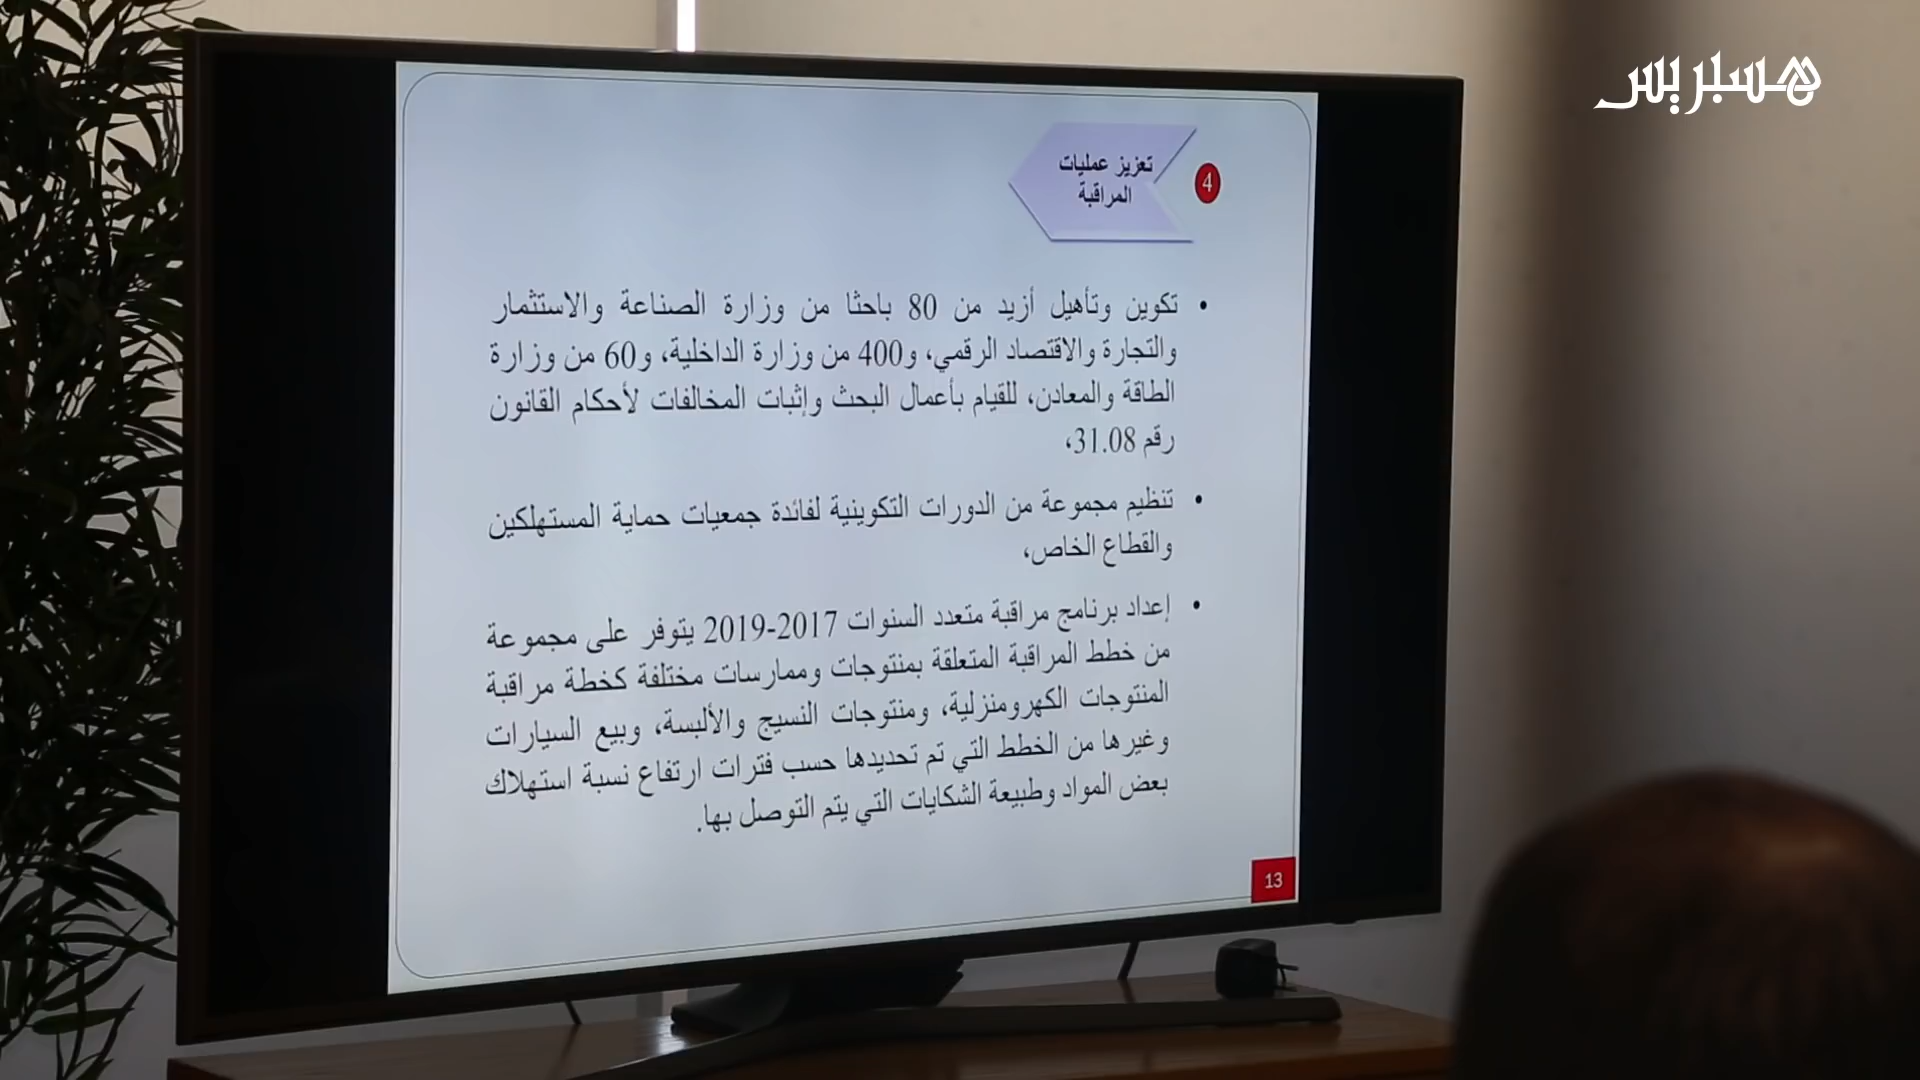 هسبريس
4
تعزيز عمليات
المراقبة
• تكوين وتأهيل أزيد من 80 باحثا من وزارة الصناعة والاستثمار
والتجارة والاقتصاد الرقمي، و400 من وزارة الداخلية، و60 من وزارة
الطاقة والمعادن، للقيام بأعمال البحث وإثبات المخالفات لأحكام القانون
رقم 31.08،
• تنظيم مجموعة من الدورات التكوينية لفائدة جمعيات حماية المستهلكين
والقطاع الخاص،
• إعداد برنامج مراقبة متعدد السنوات 2017-2019 يتوفر على مجموعة
من خطط المراقبة المتعلقة بمنتوجات وممارسات مختلفة كخطة مراقبة
المنتوجات الكهرومنزلية، ومنتوجات النسيج والألبسة، وبيع السيارات
وغيرها من الخطط التي تم تحديدها حسب فترات ارتفاع نسبة استهلاك
بعض المواد وطبيعة الشكايات التي يتم التوصل بها.
13